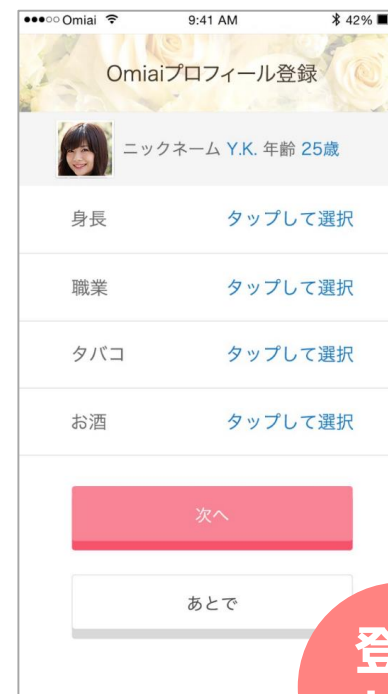 Omiai 9:41 AM 42%
Omiaiプロフィール登録
ニックネーム Y.K. 年齢 25歳
身長 タップして選択
職業 タップして選択
タバコ タップして選択
お酒 タップして選択
次へ
あとで
登